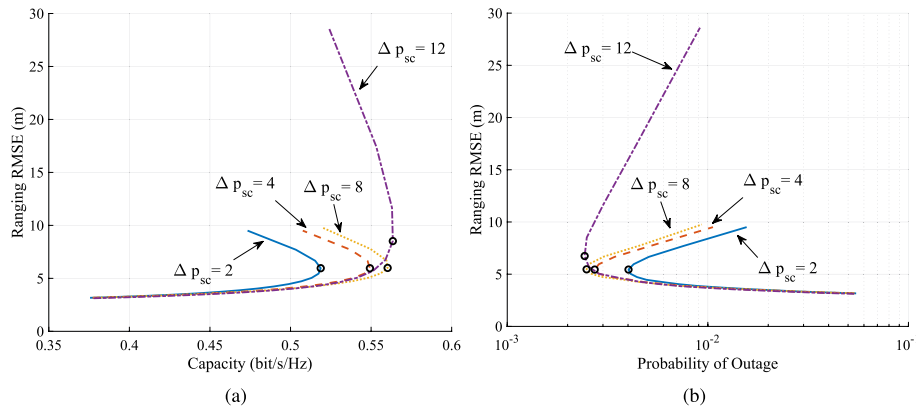 30
25
20
15
10
5
0
Ranging RMSE (m)
Δ p_sc = 12
Δ p_sc = 4
Δ p_sc = 8
Δ p_sc = 2
0.35 0.4 0.45 0.5 0.55 0.6
Capacity (bit/s/Hz)
(a)
30
25
20
15
10
5
0
Ranging RMSE (m)
Δ p_sc = 12
Δ p_sc = 8
Δ p_sc = 4
Δ p_sc = 2
10^-3 10^-2
Probability of Outage
(b)